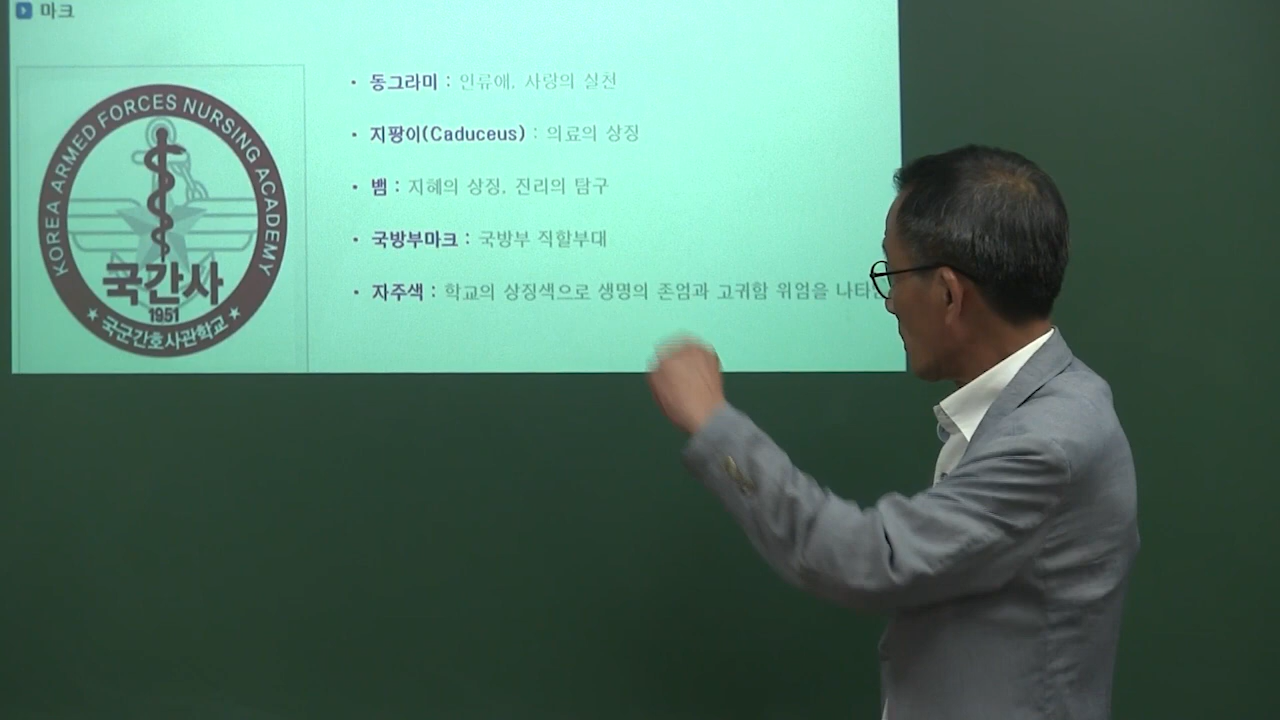 마크
KOREA ARMED FORCES NURSING ACADEMY
국간사
1951
★ 국군간호사관학교 ★
• 동그라미 : 인류애, 사랑의 실천
• 지팡이(Caduceus) : 의료의 상징
• 뱀 : 지혜의 상징, 진리의 탐구
• 국방부마크 : 국방부 직할부대
• 자주색 : 학교의 상징색으로 생명의 존엄과 고귀함 위엄을